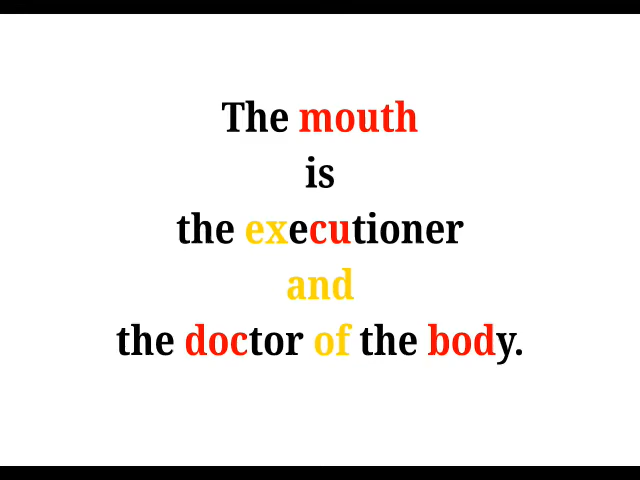 The mouth
is
the executioner
and
the doctor of the body.